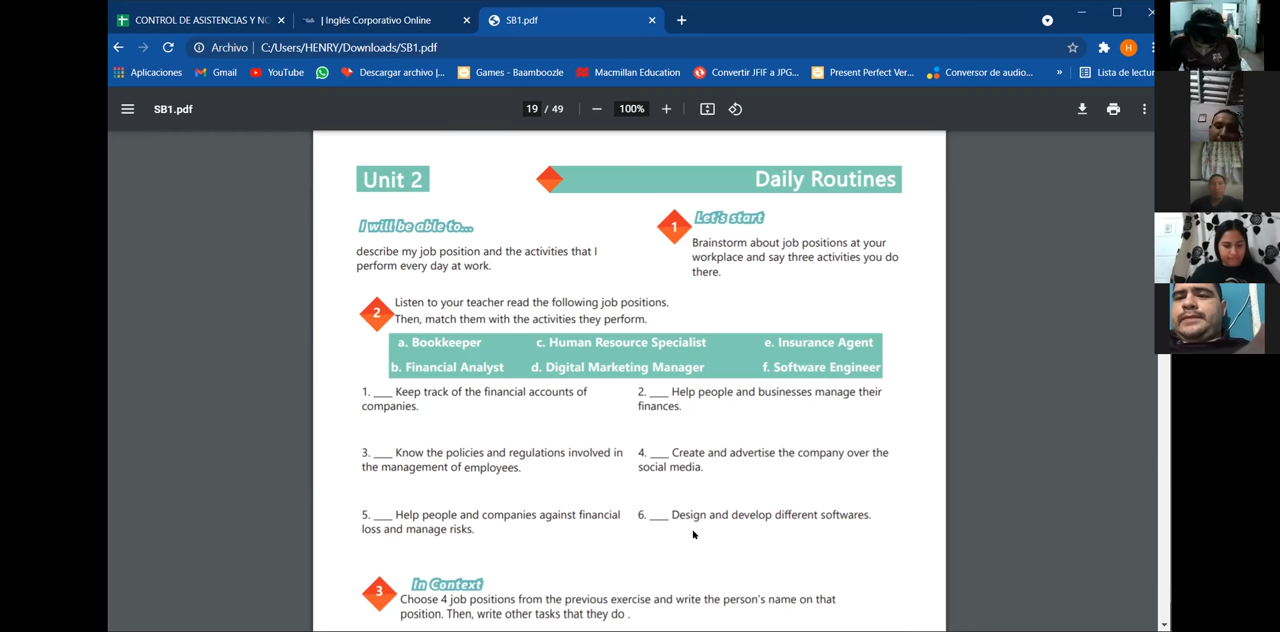 CONTROL DE ASISTENCIAS Y NO
Inglés Corporativo Online
SB1.pdf
Archivo C:/Users/HENRY/Downloads/SB1.pdf
H
Aplicaciones Gmail YouTube Descargar archivo |... Games - Baamboozle Macmillan Education Convertir JFIF a JPG... Present Perfect Ver... Conversor de audio... » Lista de lectur
SB1.pdf
19 / 49
100%
Unit 2
Daily Routines
I will be able to...
describe my job position and the activities that I
perform every day at work.
1 Let's start
Brainstorm about job positions at your
workplace and say three activities you do
there.
2 Listen to your teacher read the following job positions.
Then, match them with the activities they perform.
a. Bookkeeper c. Human Resource Specialist e. Insurance Agent
b. Financial Analyst d. Digital Marketing Manager f. Software Engineer
1. ___ Keep track of the financial accounts of
companies.
2. ___ Help people and businesses manage their
finances.
3. ___ Know the policies and regulations involved in
the management of employees.
4. ___ Create and advertise the company over the
social media.
5. ___ Help people and companies against financial
loss and manage risks.
6. ___ Design and develop different softwares.
3 In Context
Choose 4 job positions from the previous exercise and write the person's name on that
position. Then, write other tasks that they do .